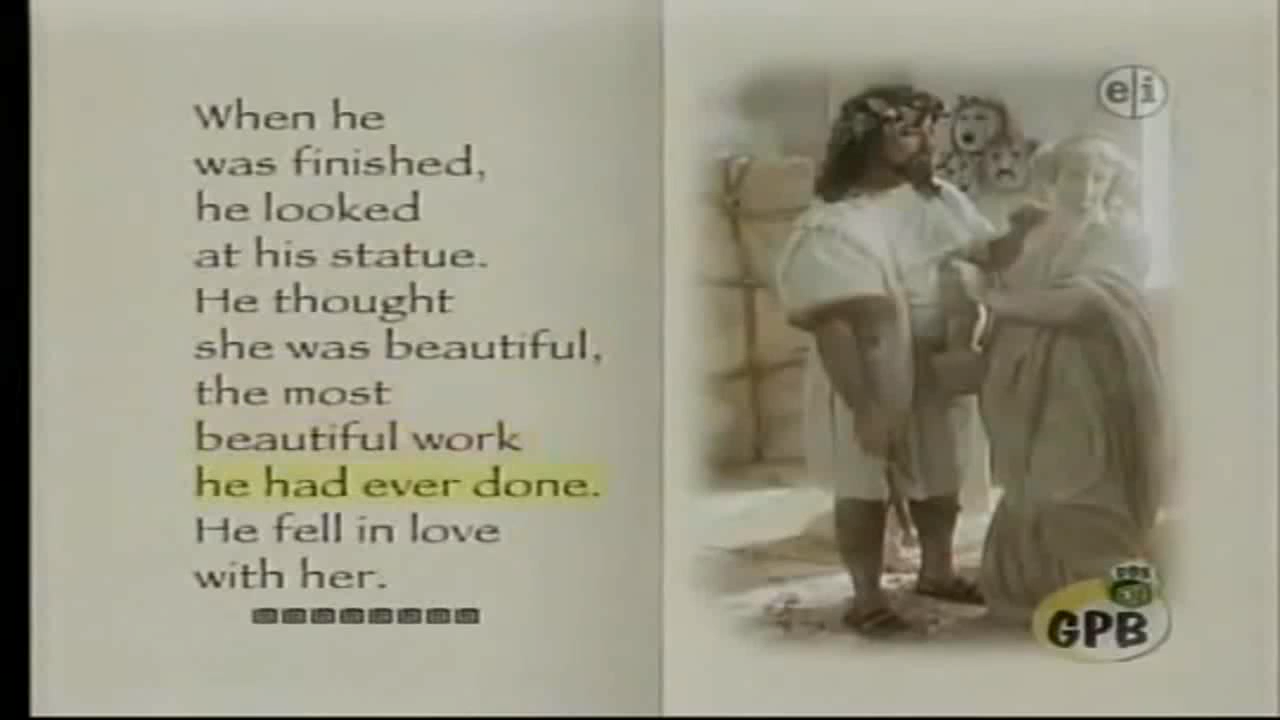 When he
was finished,
he looked
at his statue.
He thought
she was beautiful,
the most
beautiful work
he had ever done.
He fell in love
with her.
e|i
PBS
GPB